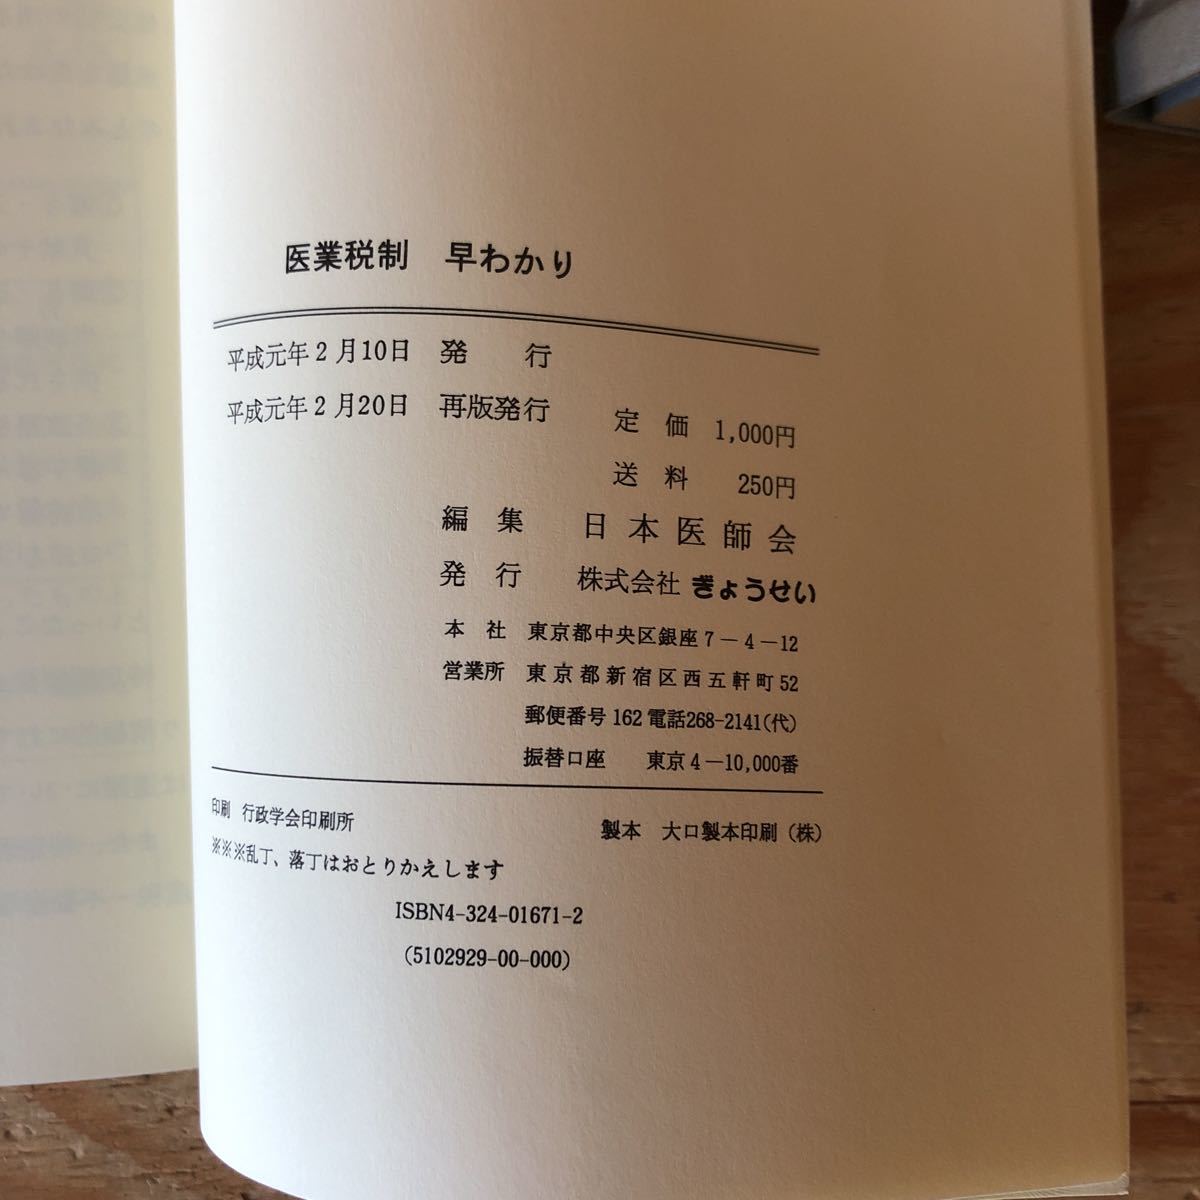 医業税制 早わかり
平成元年2月10日 発行
平成元年2月20日 再版発行 定価 1,000円
送料 250円
編集 日本医師会
発行 株式会社 ぎょうせい
本社 東京都中央区銀座7-4-12
営業所 東京都新宿区西五軒町52
郵便番号 162 電話268-2141(代)
振替口座 東京4-10,000番
印刷 行政学会印刷所 製本 大口製本印刷(株)
※※※乱丁、落丁はおとりかえします
ISBN4-324-01671-2
(5102929-00-000)